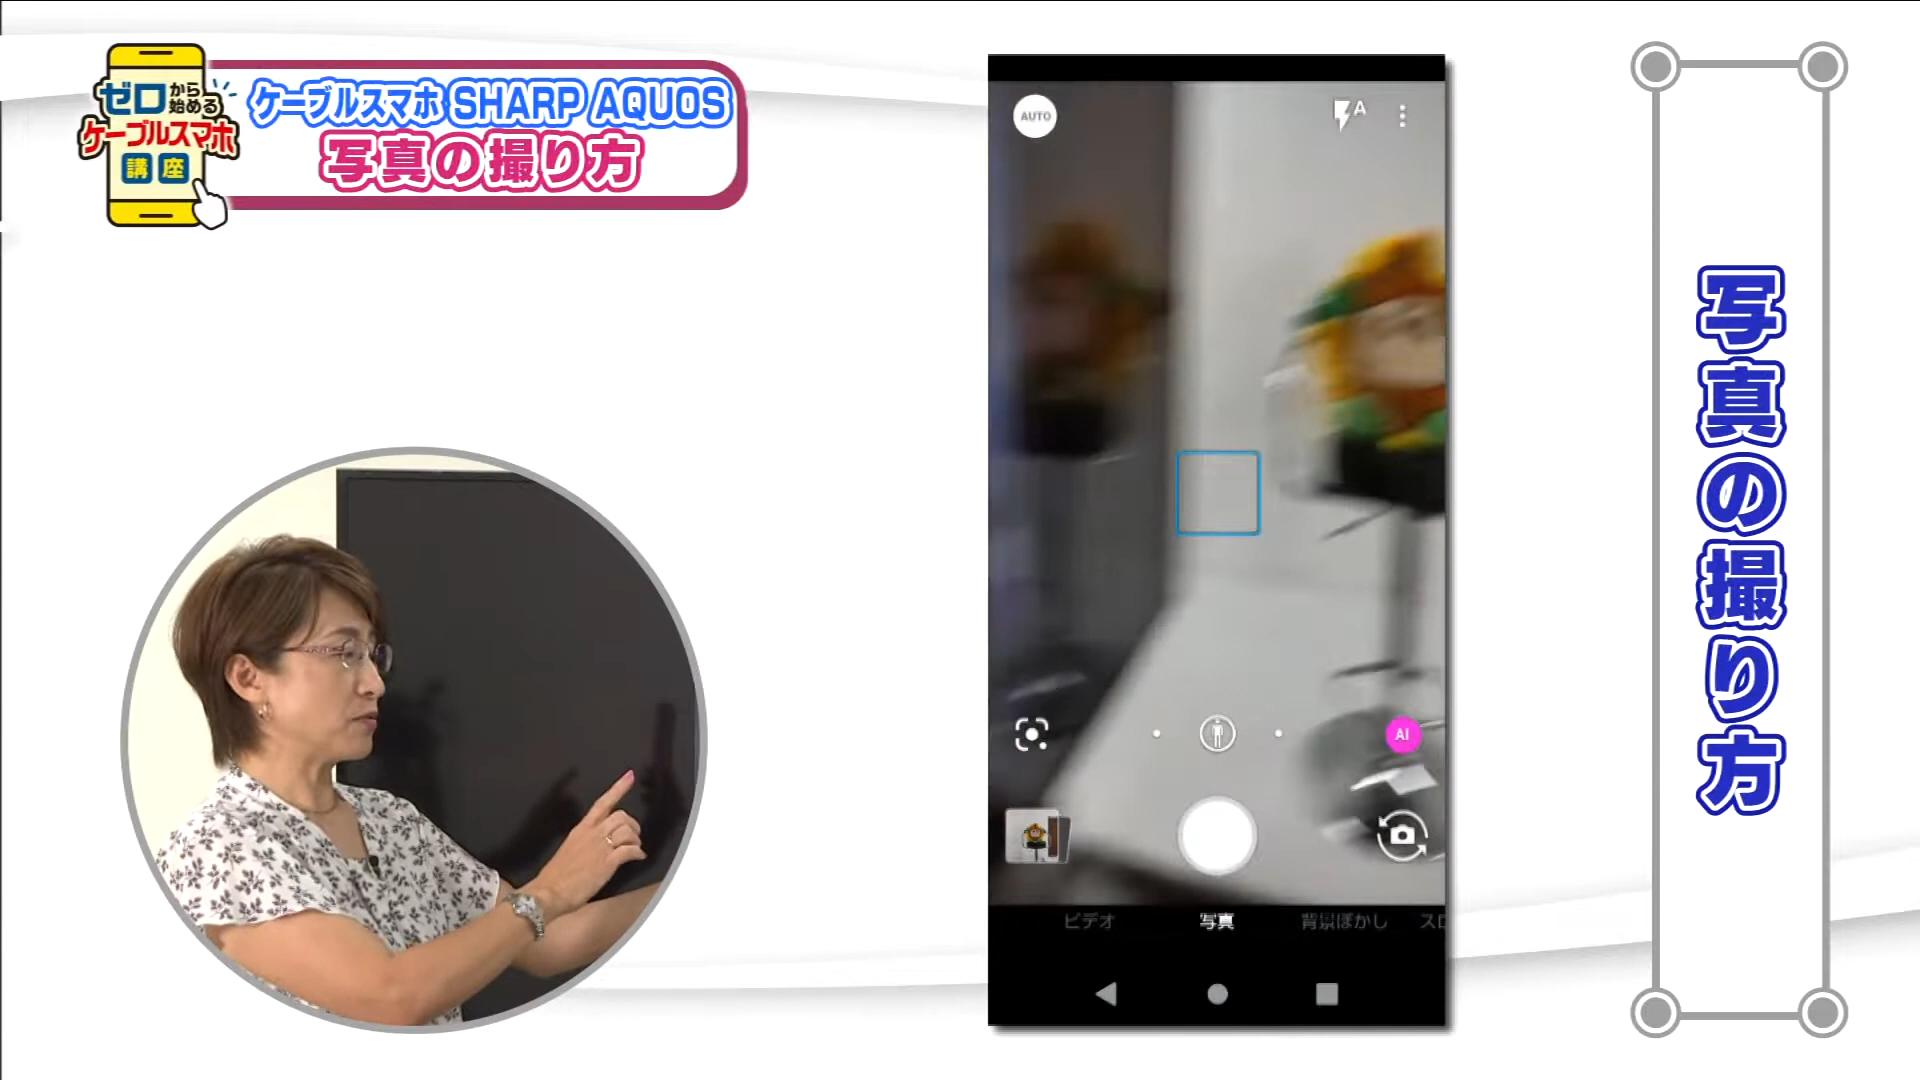 ゼロから
始める
ケーブルスマホ
講座
ケーブルスマホ SHARP AQUOS
写真の撮り方
AUTO
A
AI
ビデオ
写真
背景ぼかし
スロ
写真の撮り方